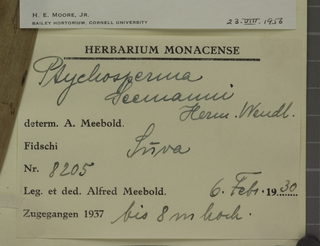 H. E. MOORE, JR.
BAILEY HORTORIUM, CORNELL UNIVERSITY 23.VIII.1956
HERBARIUM MONACENSE
Ptychosperma
Seemanni
Herm. Wendl.
determ. A. Meebold.
Fidschi Suva
Nr. 8205
Leg. et ded. Alfred Meebold. 6. Febr. 1930
Zugegangen 1937 bis 8 m hoch.